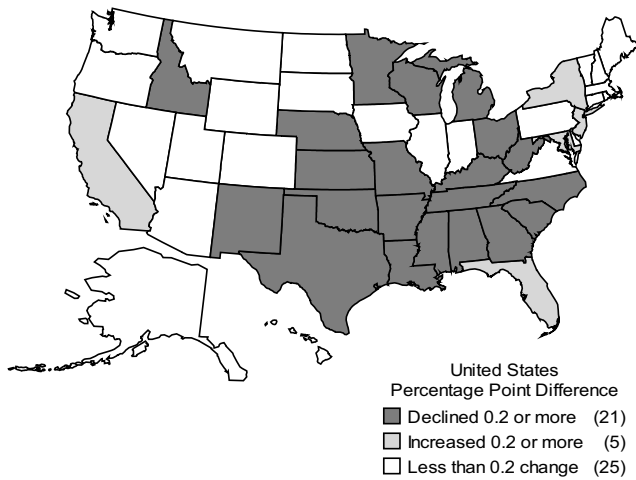 United States
Percentage Point Difference
Declined 0.2 or more (21)
Increased 0.2 or more (5)
Less than 0.2 change (25)